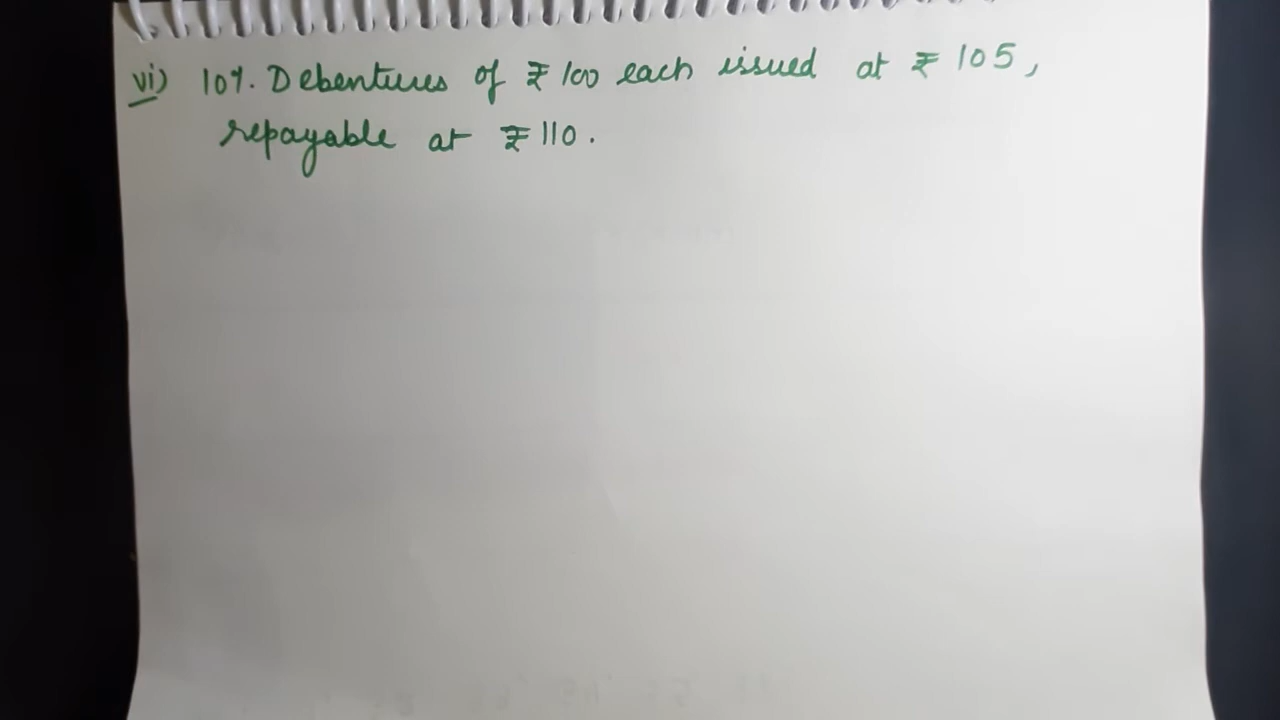 vi) 10%. Debentures of ₹ 100 each issued at ₹ 105,
repayable at ₹ 110.